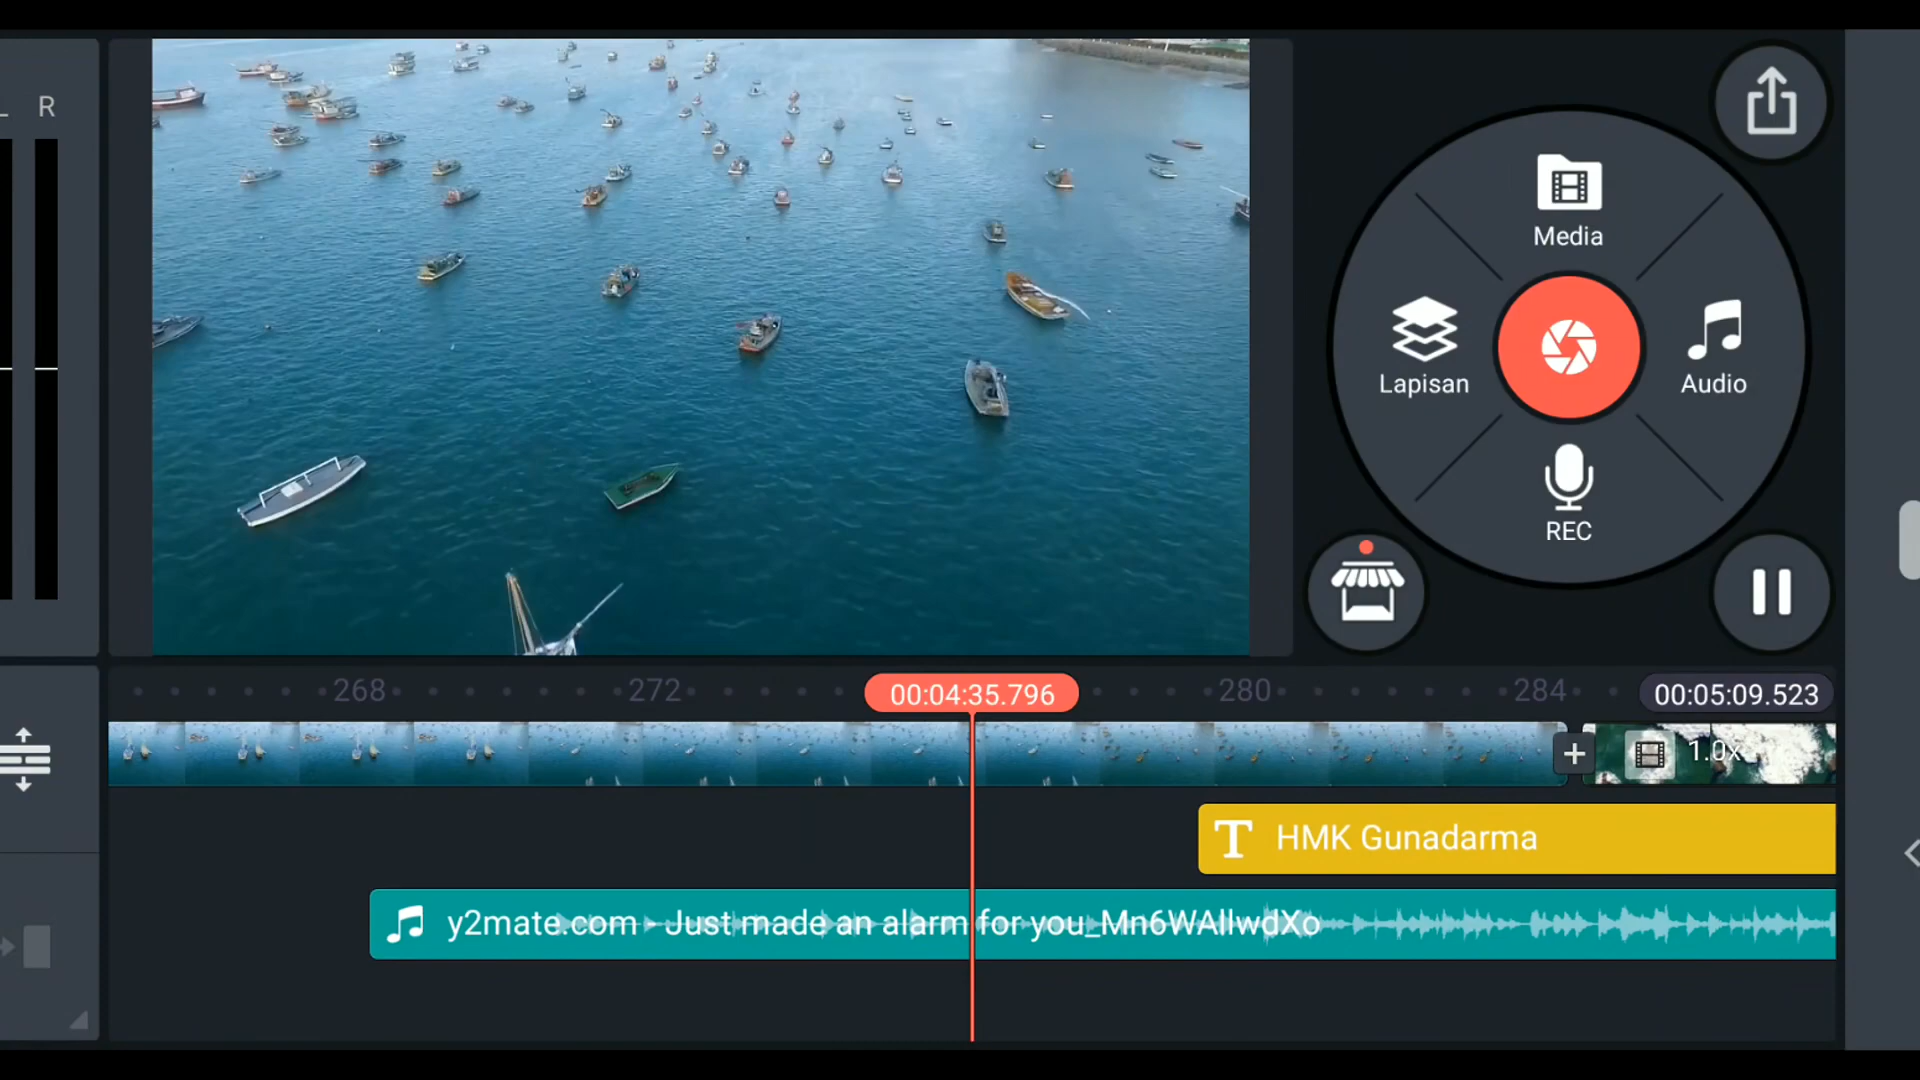 L R
Media
Lapisan
Audio
REC
268
272
00:04:35.796
280
284
00:05:09.523
1.0x
HMK Gunadarma
y2mate.com - Just made an alarm for you_Mn6WAllwdXo